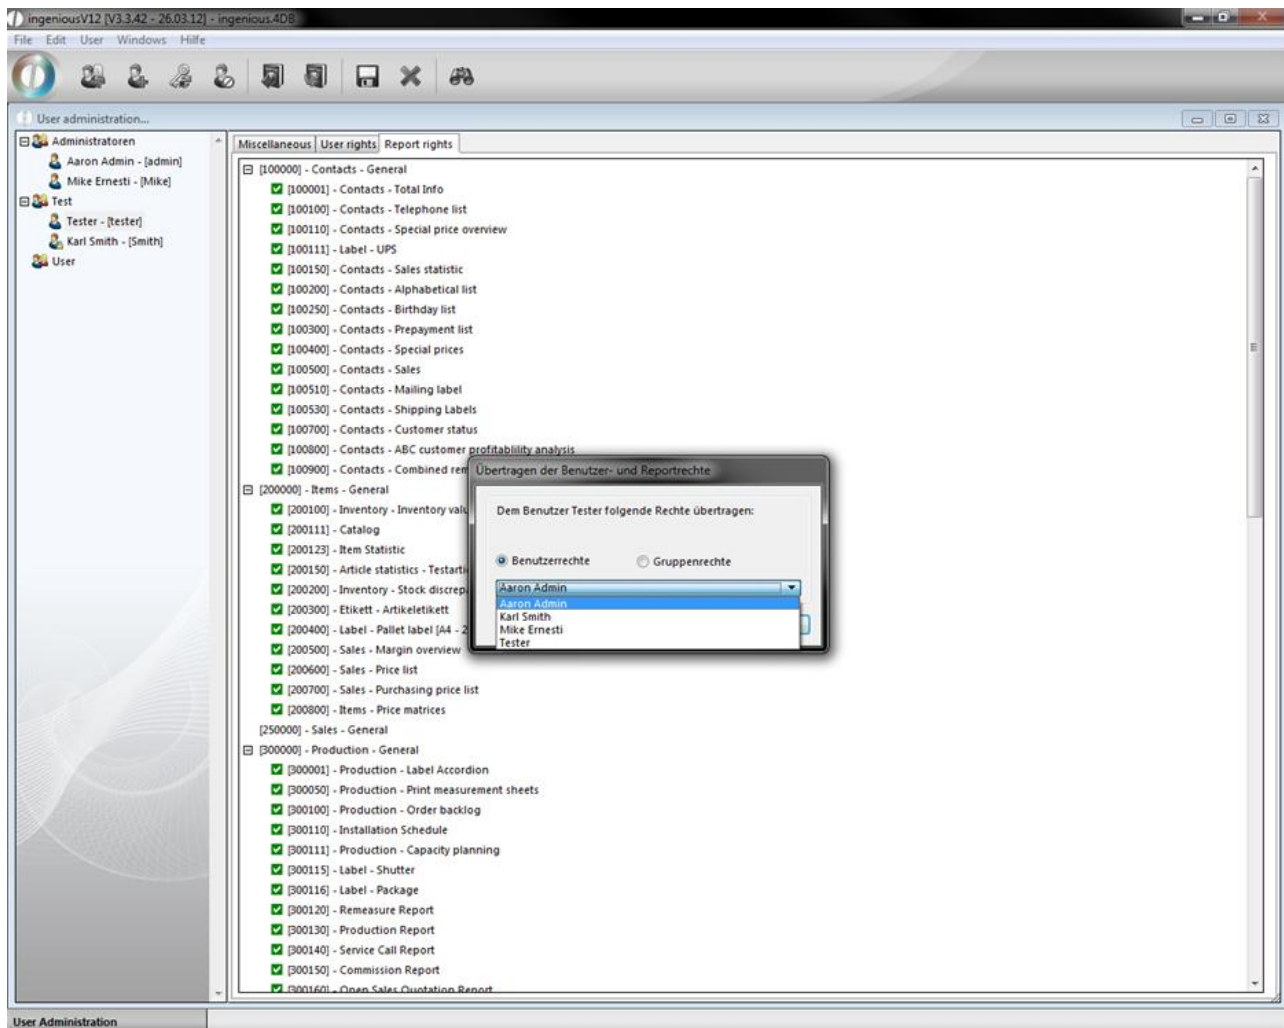 ingeniousV12 [V3.3.42 - 26.03.12] - ingenious.4DB
File Edit User Windows Hilfe
User administration...
Administratoren
Aaron Admin - [admin]
Mike Ernesti - [Mike]
Test
Tester - [tester]
Karl Smith - [Smith]
User
Miscellaneous User rights Report rights
[100000] - Contacts - General
[100001] - Contacts - Total Info
[100100] - Contacts - Telephone list
[100110] - Contacts - Special price overview
[100111] - Label - UPS
[100150] - Contacts - Sales statistic
[100200] - Contacts - Alphabetical list
[100250] - Contacts - Birthday list
[100300] - Contacts - Prepayment list
[100400] - Contacts - Special prices
[100500] - Contacts - Sales
[100510] - Contacts - Mailing label
[100530] - Contacts - Shipping Labels
[100700] - Contacts - Customer status
[100800] - Contacts - ABC customer profitablility analysis
[100900] - Contacts - Combined rem
[200000] - Items - General
[200100] - Inventory - Inventory valu
[200111] - Catalog
[200123] - Item Statistic
[200150] - Article statistics - Testarti
[200200] - Inventory - Stock discrep
[200300] - Etikett - Artikeletikett
[200400] - Label - Pallet label [A4 - 2
[200500] - Sales - Margin overview
[200600] - Sales - Price list
[200700] - Sales - Purchasing price list
[200800] - Items - Price matrices
[250000] - Sales - General
[300000] - Production - General
[300001] - Production - Label Accordion
[300050] - Production - Print measurement sheets
[300100] - Production - Order backlog
[300110] - Installation Schedule
[300111] - Production - Capacity planning
[300115] - Label - Shutter
[300116] - Label - Package
[300120] - Remeasure Report
[300130] - Production Report
[300140] - Service Call Report
[300150] - Commission Report
[300160] - Open Sales Quotation Report
Übertragen der Benutzer- und Reportrechte
Dem Benutzer Tester folgende Rechte übertragen:
Benutzerrechte Gruppenrechte
Aaron Admin
Aaron Admin
Karl Smith
Mike Ernesti
Tester
User Administration